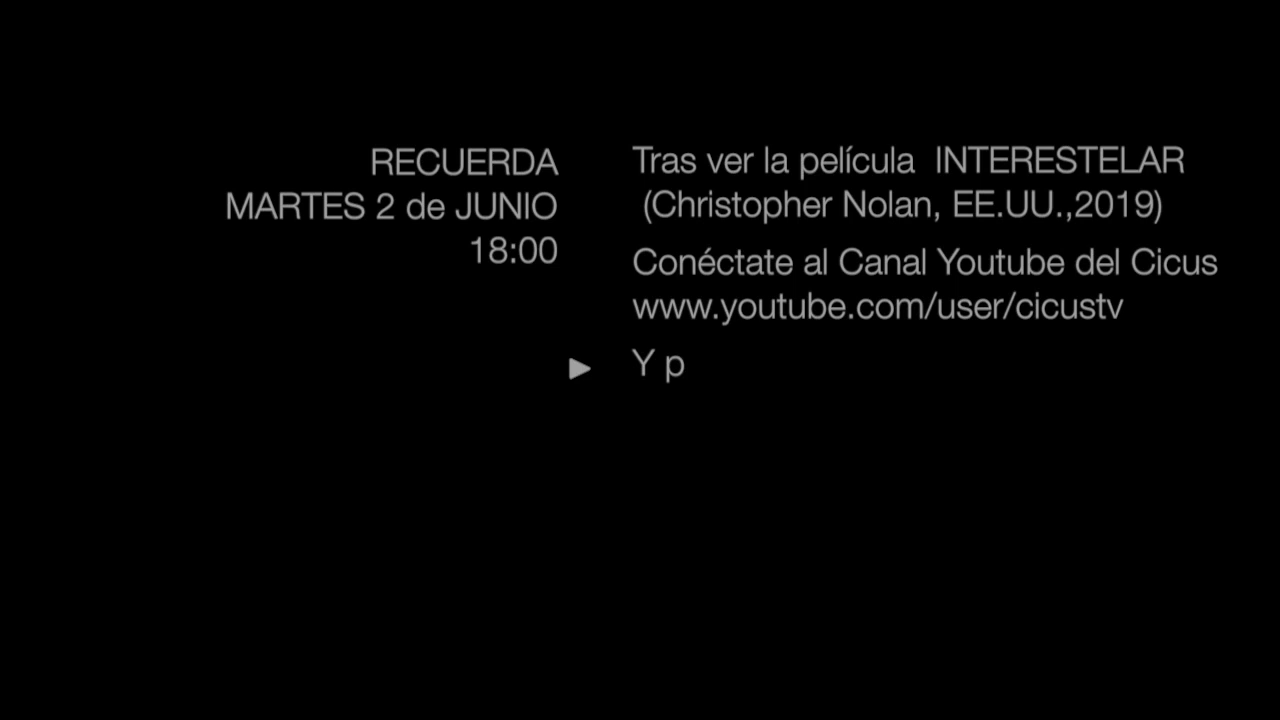 RECUERDA
MARTES 2 de JUNIO
18:00
Tras ver la película INTERESTELAR
(Christopher Nolan, EE.UU.,2019)
Conéctate al Canal Youtube del Cicus
www.youtube.com/user/cicustv
Y p